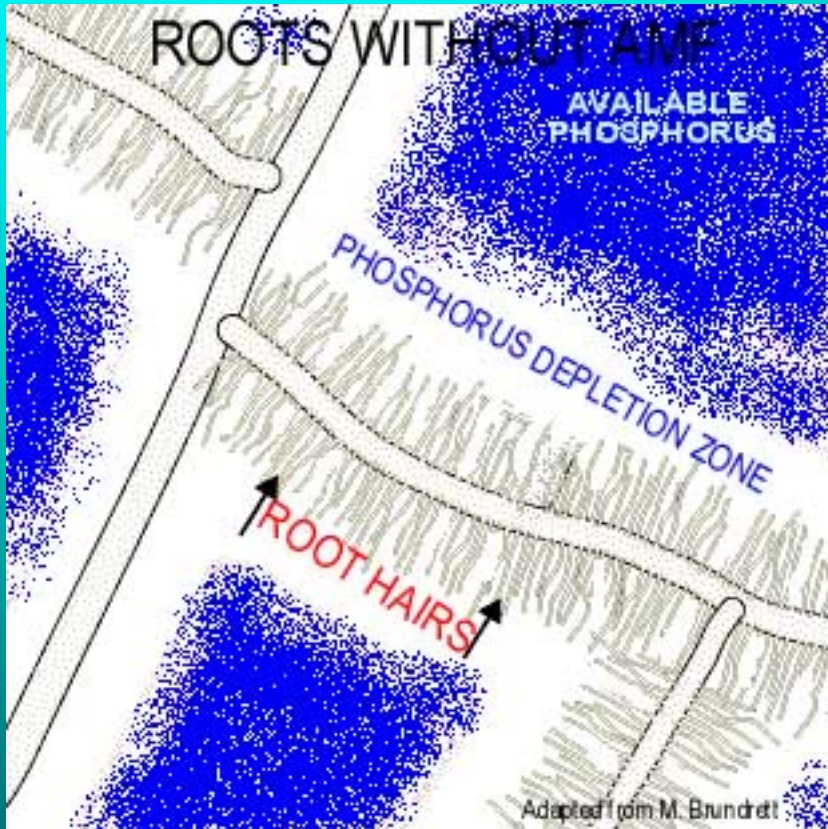 ROOTS WITHOUT AMF
AVAILABLE
PHOSPHORUS
PHOSPHORUS DEPLETION ZONE
ROOT HAIRS
Adapted from M. Brundrett